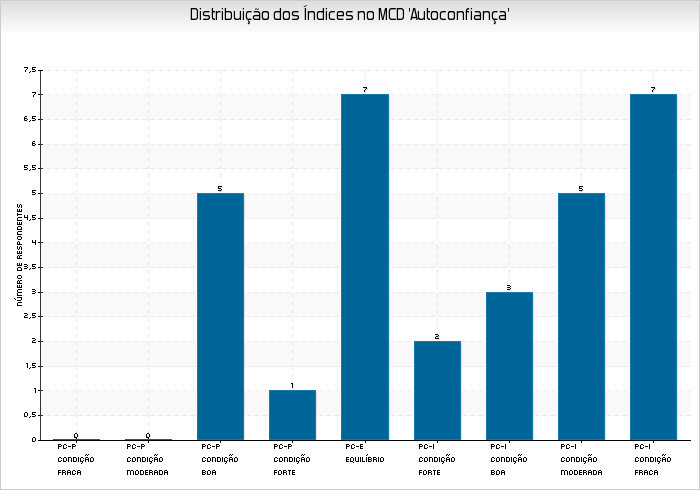 Distribuição dos Índices no MCD 'Autoconfiança'
NÚMERO DE RESPONDENTES
7,5
7
6,5
6
5,5
5
4,5
4
3,5
3
2,5
2
1,5
1
0,5
0
0
0
5
1
7
2
3
5
7
PC-P
CONDIÇÃO
FRACA
PC-P
CONDIÇÃO
MODERADA
PC-P
CONDIÇÃO
BOA
PC-P
CONDIÇÃO
FORTE
PC-E
EQUILÍBRIO
PC-I
CONDIÇÃO
FORTE
PC-I
CONDIÇÃO
BOA
PC-I
CONDIÇÃO
MODERADA
PC-I
CONDIÇÃO
FRACA